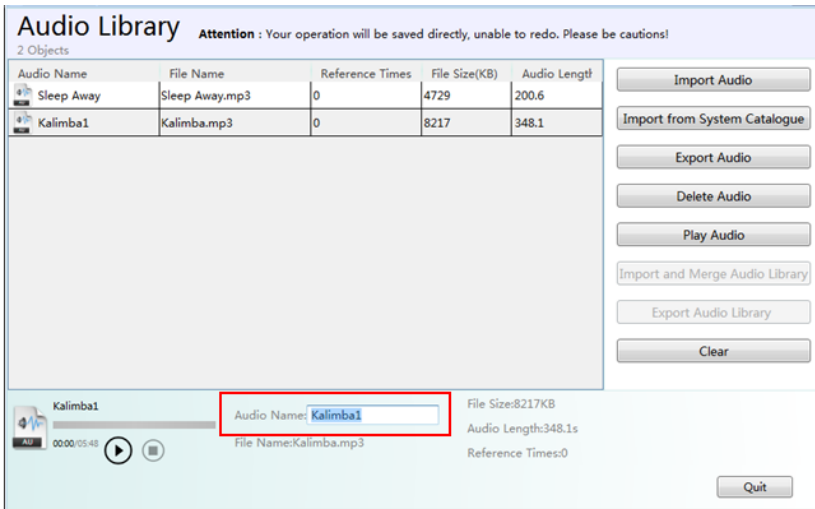 Audio Library
Attention : Your operation will be saved directly, unable to redo. Please be cautions!
2 Objects
Audio Name File Name Reference Times File Size(KB) Audio Lengtl
Sleep Away Sleep Away.mp3 0 4729 200.6
Kalimba1 Kalimba.mp3 0 8217 348.1
Import Audio
Import from System Catalogue
Export Audio
Delete Audio
Play Audio
Import and Merge Audio Library
Export Audio Library
Clear
Kalimba1
AU 00:00/05:48
Audio Name: Kalimba1
File Name:Kalimba.mp3
File Size:8217KB
Audio Length:348.1s
Reference Times:0
Quit